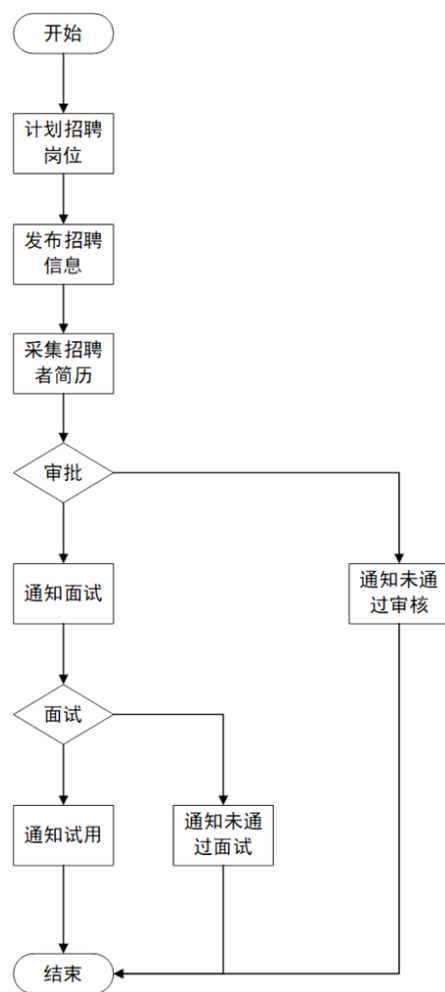 开始
计划招聘
岗位
发布招聘
信息
采集招聘
者简历
审批
通知面试
通知未通
过审核
面试
通知试用
通知未通
过面试
结束